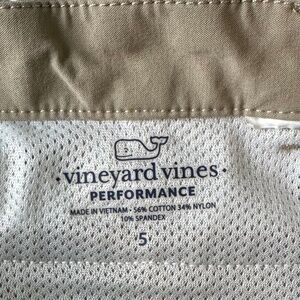 ·vineyard vines·
PERFORMANCE
MADE IN VIETNAM · 56% COTTON 34% NYLON
10% SPANDEX
5